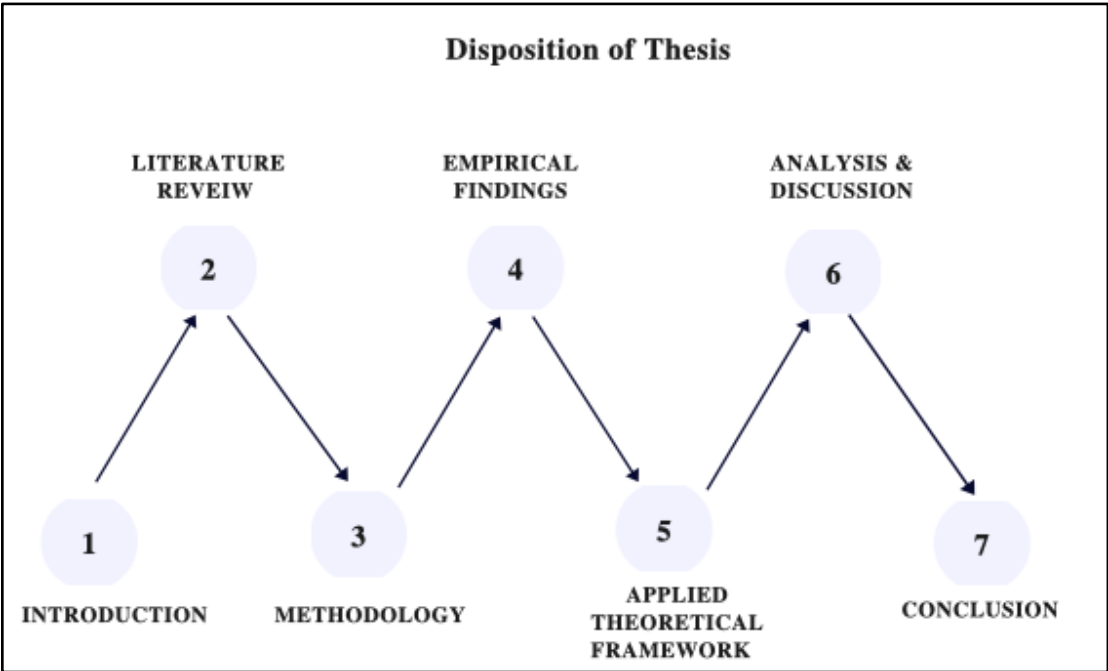 Disposition of Thesis
LITERATURE
REVEIW
EMPIRICAL
FINDINGS
ANALYSIS &
DISCUSSION
2
4
6
1
3
5
7
INTRODUCTION
METHODOLOGY
APPLIED
THEORETICAL
FRAMEWORK
CONCLUSION